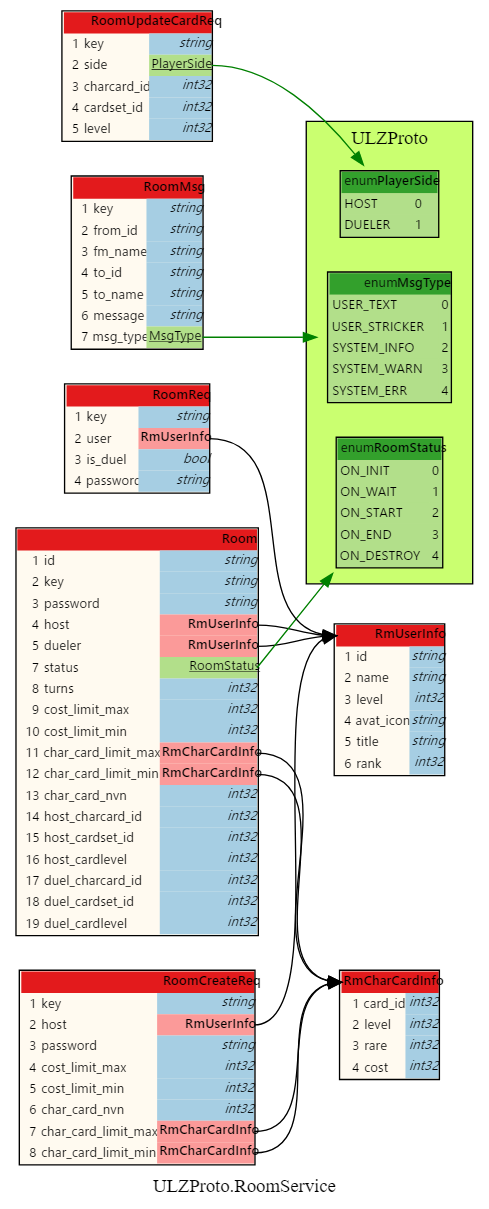 RoomUpdateCardReq
1 key string
2 side PlayerSide
3 charcard_id int32
4 cardset_id int32
5 level int32
ULZProto
enumPlayerSide
HOST 0
DUELER 1
RoomMsg
1 key string
2 from_id string
3 fm_name string
4 to_id string
5 to_name string
6 message string
7 msg_type MsgType
enumMsgType
USER_TEXT 0
USER_STRICKER 1
SYSTEM_INFO 2
SYSTEM_WARN 3
SYSTEM_ERR 4
RoomReq
1 key string
2 user RmUserInfo
3 is_duel bool
4 password string
enumRoomStatus
ON_INIT 0
ON_WAIT 1
ON_START 2
ON_END 3
ON_DESTROY 4
Room
1 id string
2 key string
3 password string
4 host RmUserInfo
5 dueler RmUserInfo
7 status RoomStatus
8 turns int32
9 cost_limit_max int32
10 cost_limit_min int32
11 char_card_limit_max RmCharCardInfo
12 char_card_limit_min RmCharCardInfo
13 char_card_nvn int32
14 host_charcard_id int32
15 host_cardset_id int32
16 host_cardlevel int32
17 duel_charcard_id int32
18 duel_cardset_id int32
19 duel_cardlevel int32
RmUserInfo
1 id string
2 name string
3 level int32
4 avat_icon string
5 title string
6 rank int32
RoomCreateReq
1 key string
2 host RmUserInfo
3 password string
4 cost_limit_max int32
5 cost_limit_min int32
6 char_card_nvn int32
7 char_card_limit_max RmCharCardInfo
8 char_card_limit_min RmCharCardInfo
RmCharCardInfo
1 card_id int32
2 level int32
3 rare int32
4 cost int32
ULZProto.RoomService